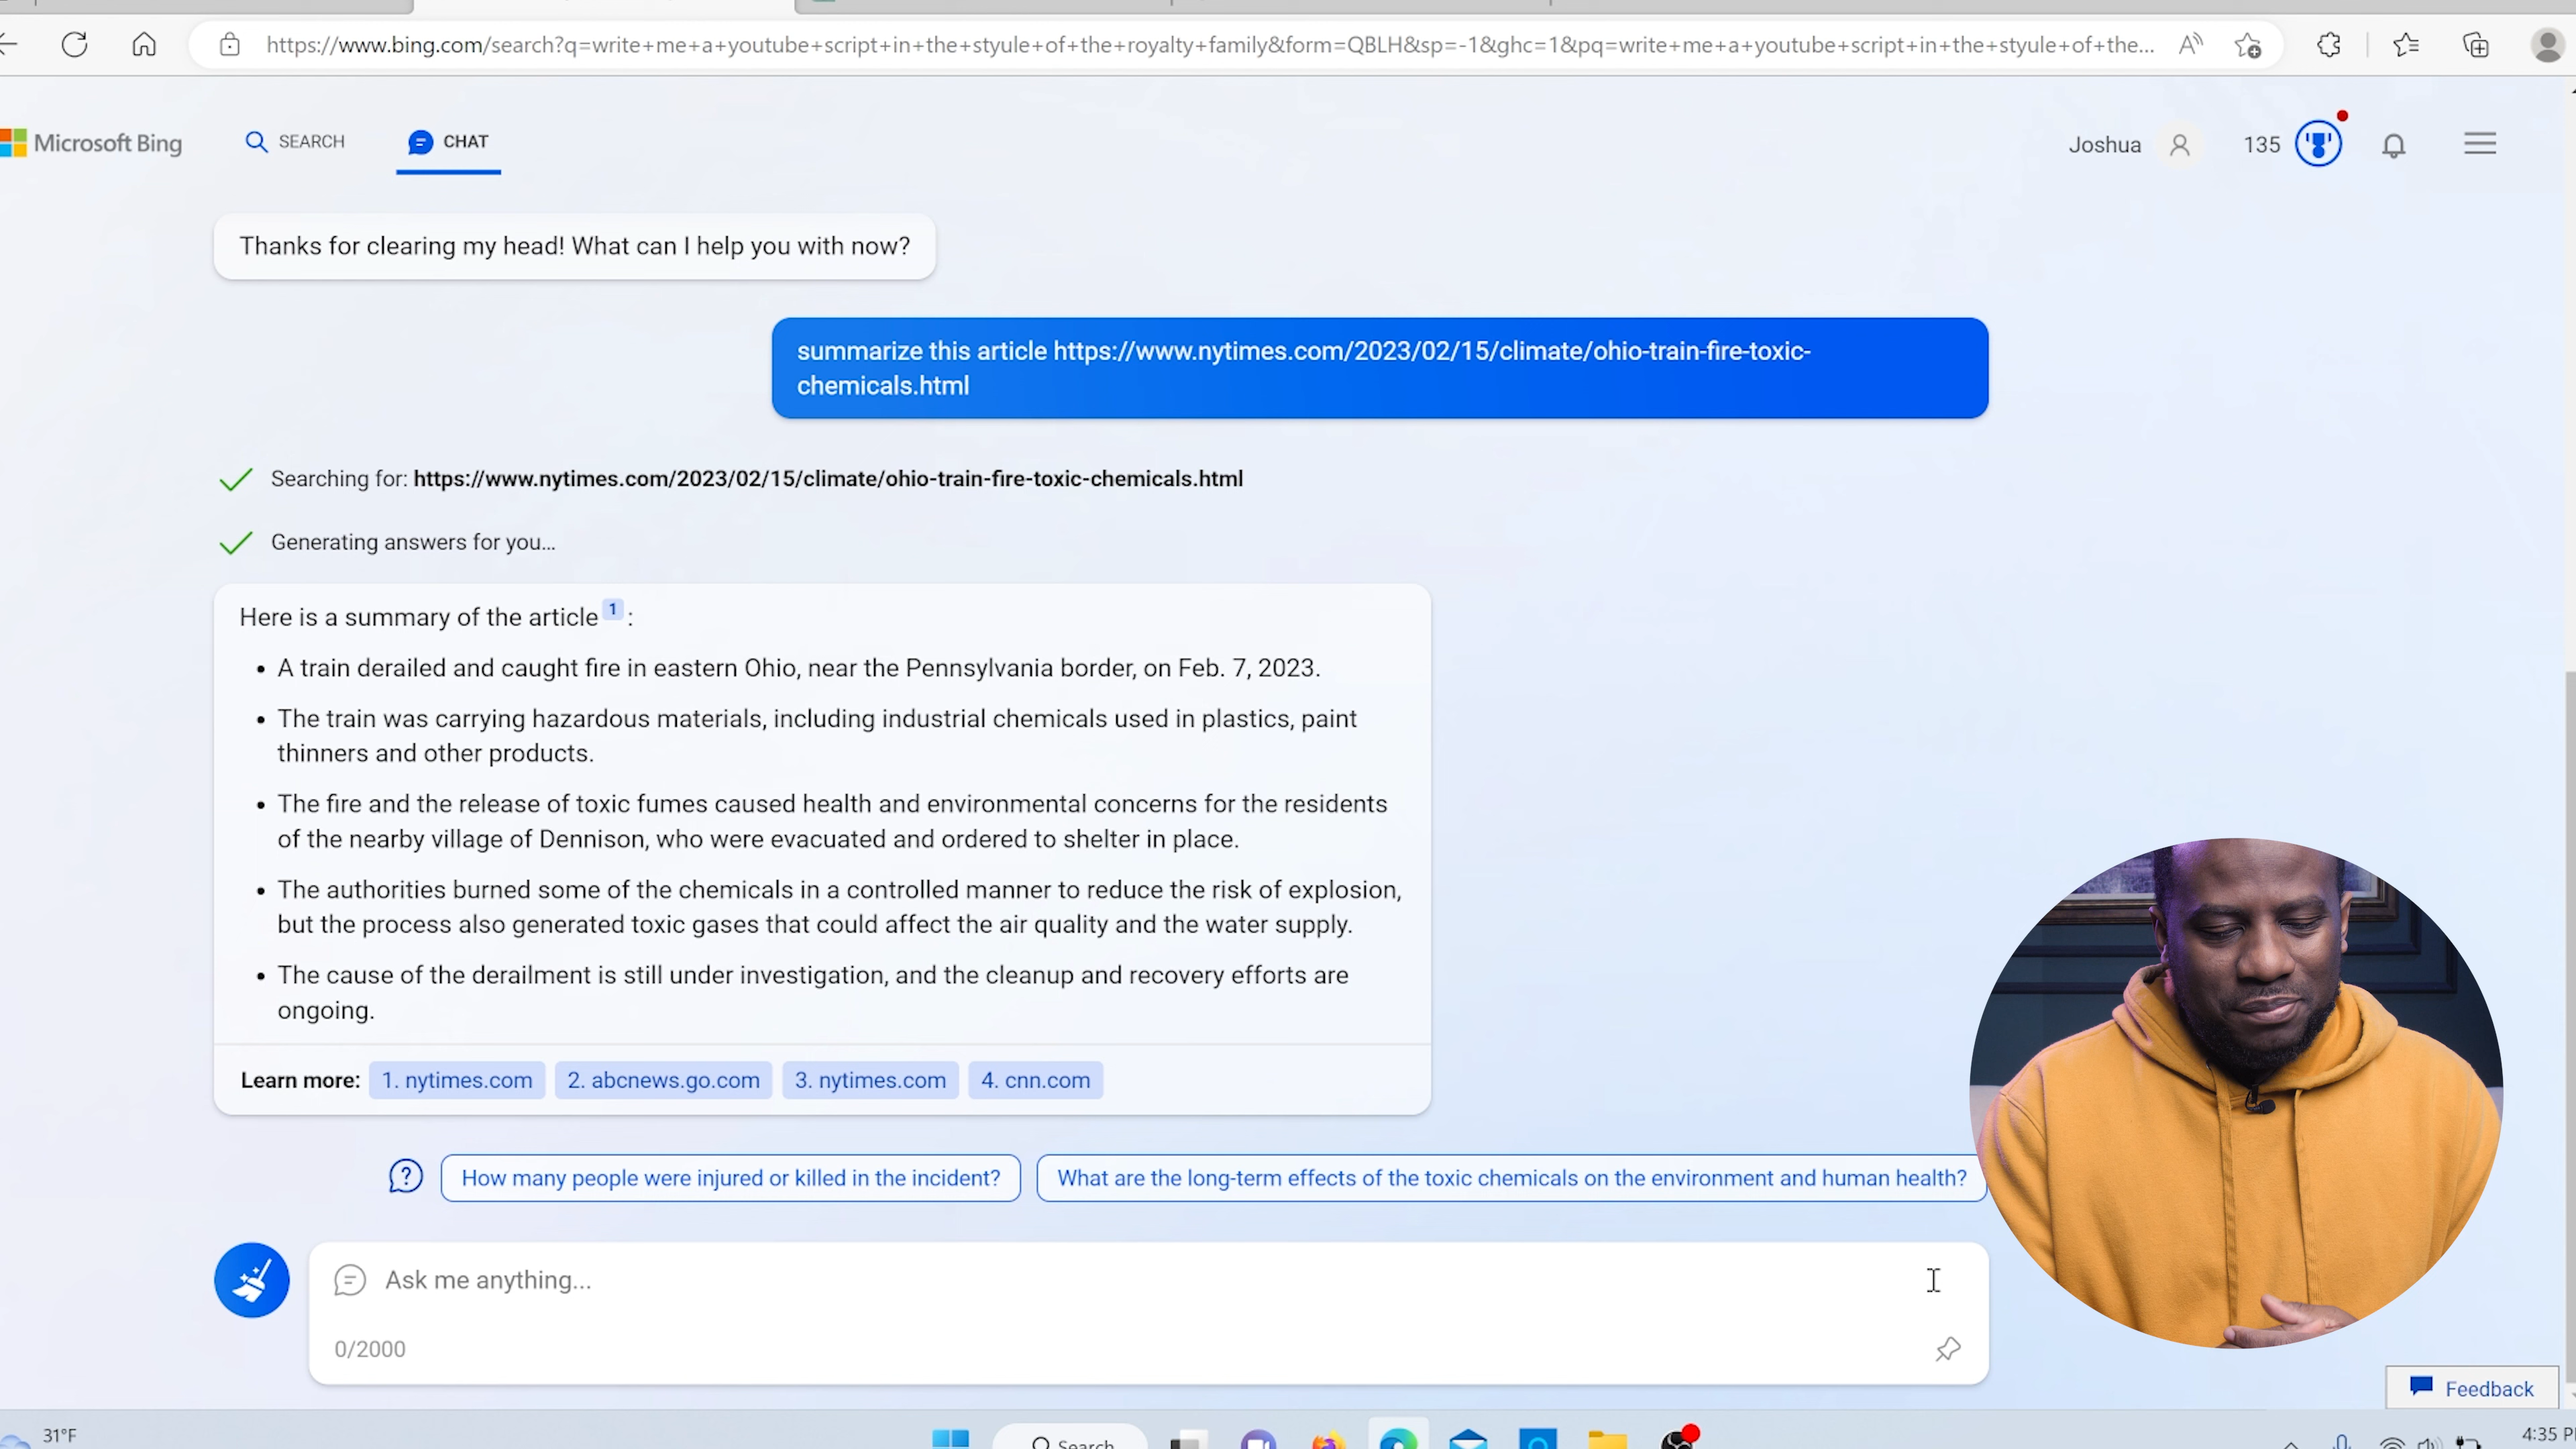 https://www.bing.com/search?q=write+me+a+youtube+script+in+the+styule+of+the+royalty+family&form=QBLH&sp=-1&ghc=1&pq=write+me+a+youtube+script+in+the+styule+of+the...
Microsoft Bing
SEARCH
CHAT
Joshua
135
Thanks for clearing my head! What can I help you with now?
summarize this article https://www.nytimes.com/2023/02/15/climate/ohio-train-fire-toxic-
chemicals.html
Searching for: https://www.nytimes.com/2023/02/15/climate/ohio-train-fire-toxic-chemicals.html
Generating answers for you...
Here is a summary of the article 1 :
• A train derailed and caught fire in eastern Ohio, near the Pennsylvania border, on Feb. 7, 2023.
• The train was carrying hazardous materials, including industrial chemicals used in plastics, paint
thinners and other products.
• The fire and the release of toxic fumes caused health and environmental concerns for the residents
of the nearby village of Dennison, who were evacuated and ordered to shelter in place.
• The authorities burned some of the chemicals in a controlled manner to reduce the risk of explosion,
but the process also generated toxic gases that could affect the air quality and the water supply.
• The cause of the derailment is still under investigation, and the cleanup and recovery efforts are
ongoing.
Learn more: 1. nytimes.com 2. abcnews.go.com 3. nytimes.com 4. cnn.com
How many people were injured or killed in the incident?
What are the long-term effects of the toxic chemicals on the environment and human health?
Ask me anything...
0/2000
Feedback
31°F
Search
4:35 P